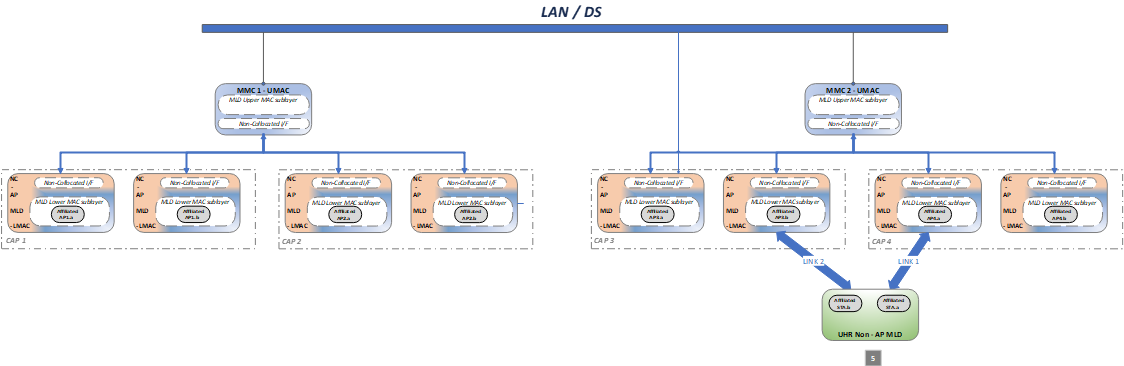 LAN / DS
MMC 1 - UMAC
MLD Upper MAC sublayer
Non-Collocated I/F
MMC 2 - UMAC
MLD Upper MAC sublayer
Non-Collocated I/F
NC
-
AP
MLD
- LMAC
Non-Collocated I/F
MLD Lower MAC sublayer
Affiliated
AP1.a
NC
-
AP
MLD
- LMAC
Non-Collocated I/F
MLD Lower MAC sublayer
Affiliated
AP1.b
CAP 1
NC
-
AP
MLD
- LMAC
Non-Collocated I/F
MLD Lower MAC sublayer
Affiliated
AP2.a
NC
-
AP
MLD
- LMAC
Non-Collocated I/F
MLD Lower MAC sublayer
Affiliated
AP2.b
CAP 2
NC
-
AP
MLD
- LMAC
Non-Collocated I/F
MLD Lower MAC sublayer
Affiliated
AP3.a
NC
-
AP
MLD
- LMAC
Non-Collocated I/F
MLD Lower MAC sublayer
Affiliated
AP3.b
CAP 3
NC
-
AP
MLD
- LMAC
Non-Collocated I/F
MLD Lower MAC sublayer
Affiliated
AP4.a
NC
-
AP
MLD
- LMAC
Non-Collocated I/F
MLD Lower MAC sublayer
Affiliated
AP4.b
CAP 4
LINK 2
LINK 1
Affiliated
STA.b
Affiliated
STA.a
UHR Non - AP MLD
S